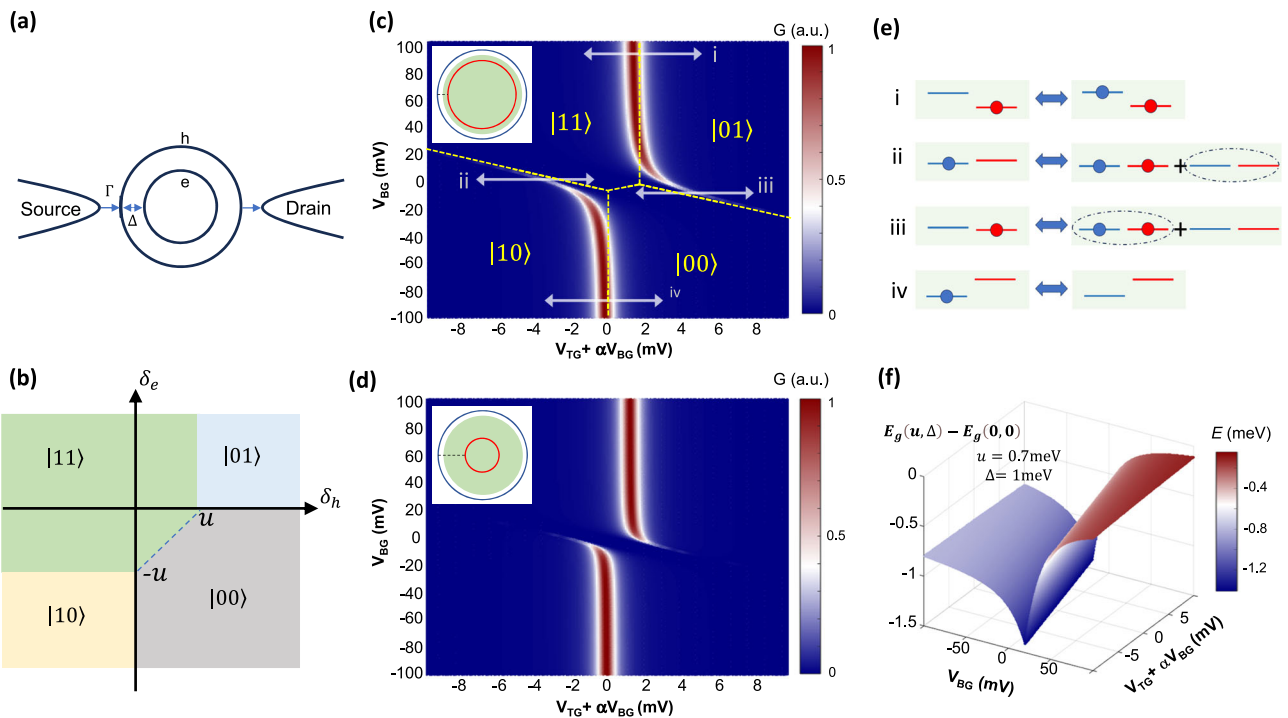 (a)
h
e
Γ
Δ
Source
Drain
(b)
δₑ
δₕ
|11⟩
|01⟩
u
-u
|10⟩
|00⟩
(c)
G (a.u.)
V_BG (mV)
100
80
60
40
20
0
-20
-40
-60
-80
-100
i
|11⟩
|01⟩
ii
iii
|10⟩
|00⟩
iv
-8 -6 -4 -2 0 2 4 6 8
V_TG + αV_BG (mV)
1
0.5
0
(d)
G (a.u.)
V_BG (mV)
100
80
60
40
20
0
-20
-40
-60
-80
-100
-8 -6 -4 -2 0 2 4 6 8
V_TG + αV_BG (mV)
1
0.5
0
(e)
i
ii
+
iii
+
iv
(f)
E_g(u,Δ) − E_g(0,0)
u = 0.7meV
Δ= 1meV
E (meV)
0
-0.5
-1
-1.5
-50
0
50
V_BG (mV)
-5
0
5
V_TG + αV_BG (mV)
-0.4
-0.8
-1.2